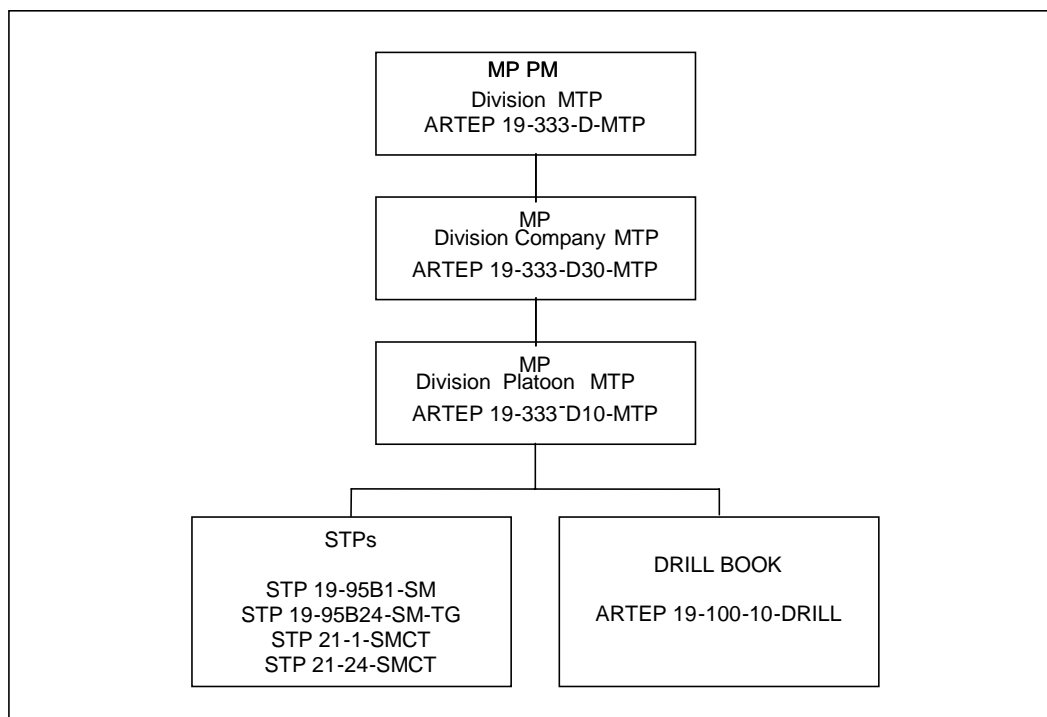 MP PM
Division MTP
ARTEP 19-333-D-MTP
MP
Division Company MTP
ARTEP 19-333-D30-MTP
MP
Division Platoon MTP
ARTEP 19-333-D10-MTP
STPs
STP 19-95B1-SM
STP 19-95B24-SM-TG
STP 21-1-SMCT
STP 21-24-SMCT
DRILL BOOK
ARTEP 19-100-10-DRILL